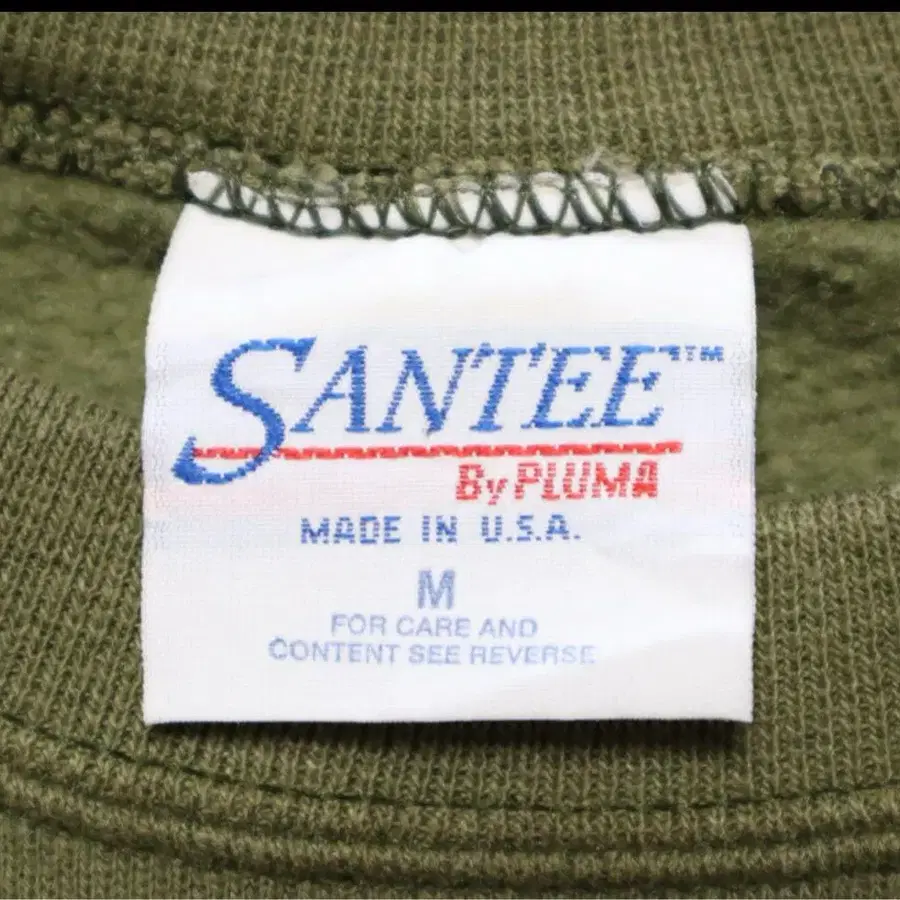 SANTEE™
By PLUMA
MADE IN U.S.A.
M
FOR CARE AND
CONTENT SEE REVERSE